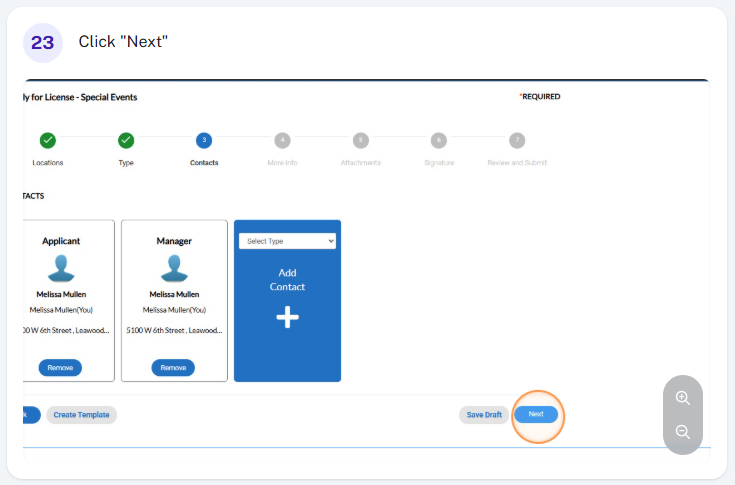 23 Click "Next"
ly for License - Special Events *REQUIRED
3 4 5 6 7
Locations Type Contacts More Info Attachments Signature Review and Submit
TACTS
Applicant Manager Select Type
Add
Contact
Melissa Mullen Melissa Mullen
Melissa Mullen(You) Melissa Mullen(You)
00 W 6th Street , Leawood... 5100 W 6th Street , Leawood...
Remove Remove
k Create Template Save Draft Next